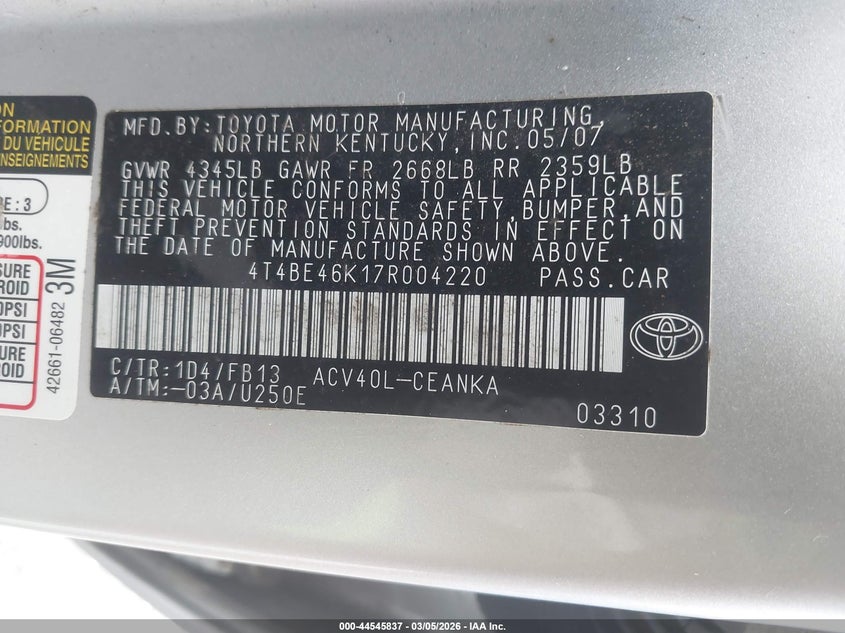 ON
FORMATION
DU VÉHICULE
ENSEIGNEMENTS
RE : 3
lbs.
900lbs.
SURE
ROID
0PSI
0PSI
URE
ROID
42661-06482 3M
MFD.BY:TOYOTA MOTOR MANUFACTURING,
NORTHERN KENTUCKY,INC.05/07
GVWR 4345LB GAWR FR 2668LB RR 2359LB
THIS VEHICLE CONFORMS TO ALL APPLICABLE
FEDERAL MOTOR VEHICLE SAFETY,BUMPER,AND
THEFT PREVENTION STANDARDS IN EFFECT ON
THE DATE OF MANUFACTURE SHOWN ABOVE.
4T4BE46K17R004220 PASS.CAR
C/TR:1D4/FB13 ACV40L-CEANKA
A/TM:-03A/U250E
03310
000-44545837 - 03/05/2026 - IAA Inc.